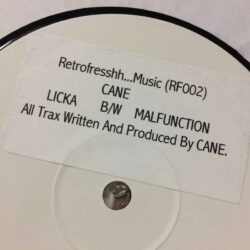 Retrofresshh...Music (RF002)
CANE
LICKA B/W MALFUNCTION
All Trax Written And Produced By CANE.